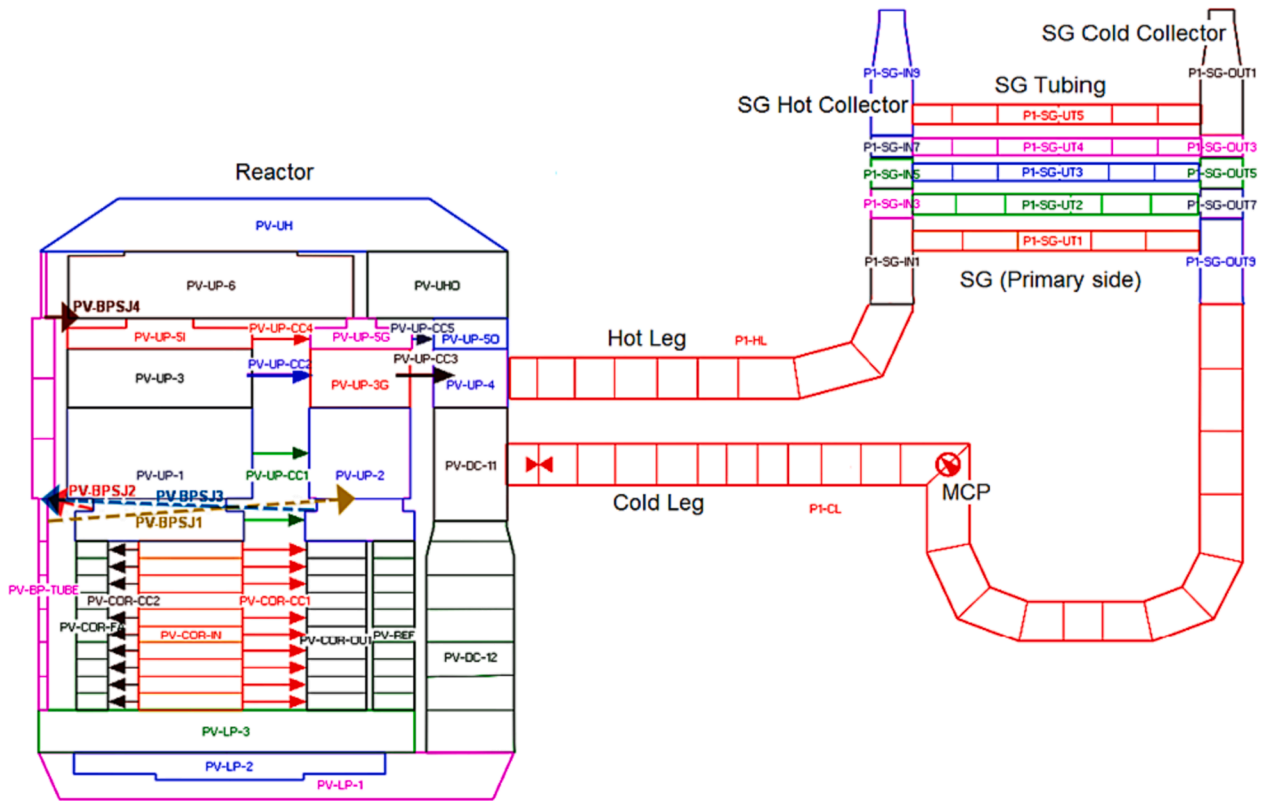 SG Cold Collector
P1-SG-IN9
P1-SG-OUT1
SG Tubing
SG Hot Collector
P1-SG-UT5
P1-SG-IN7
P1-SG-UT4
P1-SG-OUT3
Reactor
P1-SG-IN5
P1-SG-UT3
P1-SG-OUT5
P1-SG-IN3
P1-SG-UT2
P1-SG-OUT7
PV-UH
P1-SG-UT1
P1-SG-IN1
P1-SG-OUT9
SG (Primary side)
PV-UP-6
PV-UHO
PV-BPSJ4
PV-UP-CC4
PV-UP-CC5
PV-UP-5I
PV-UP-5G
PV-UP-5O
Hot Leg
P1-HL
PV-UP-CC2
PV-UP-CC3
PV-UP-3
PV-UP-3G
PV-UP-4
PV-UP-1
PV-UP-CC1
PV-UP-2
PV-DC-11
PV-BPSJ2
PV-BPSJ3
MCP
Cold Leg
P1-CL
PV-BPSJ1
PV-BP-TUBE
PV-COR-CC2
PV-COR-CC1
PV-COR-FA
PV-COR-IN
PV-COR-OU1
PV-REF
PV-DC-12
PV-LP-3
PV-LP-2
PV-LP-1